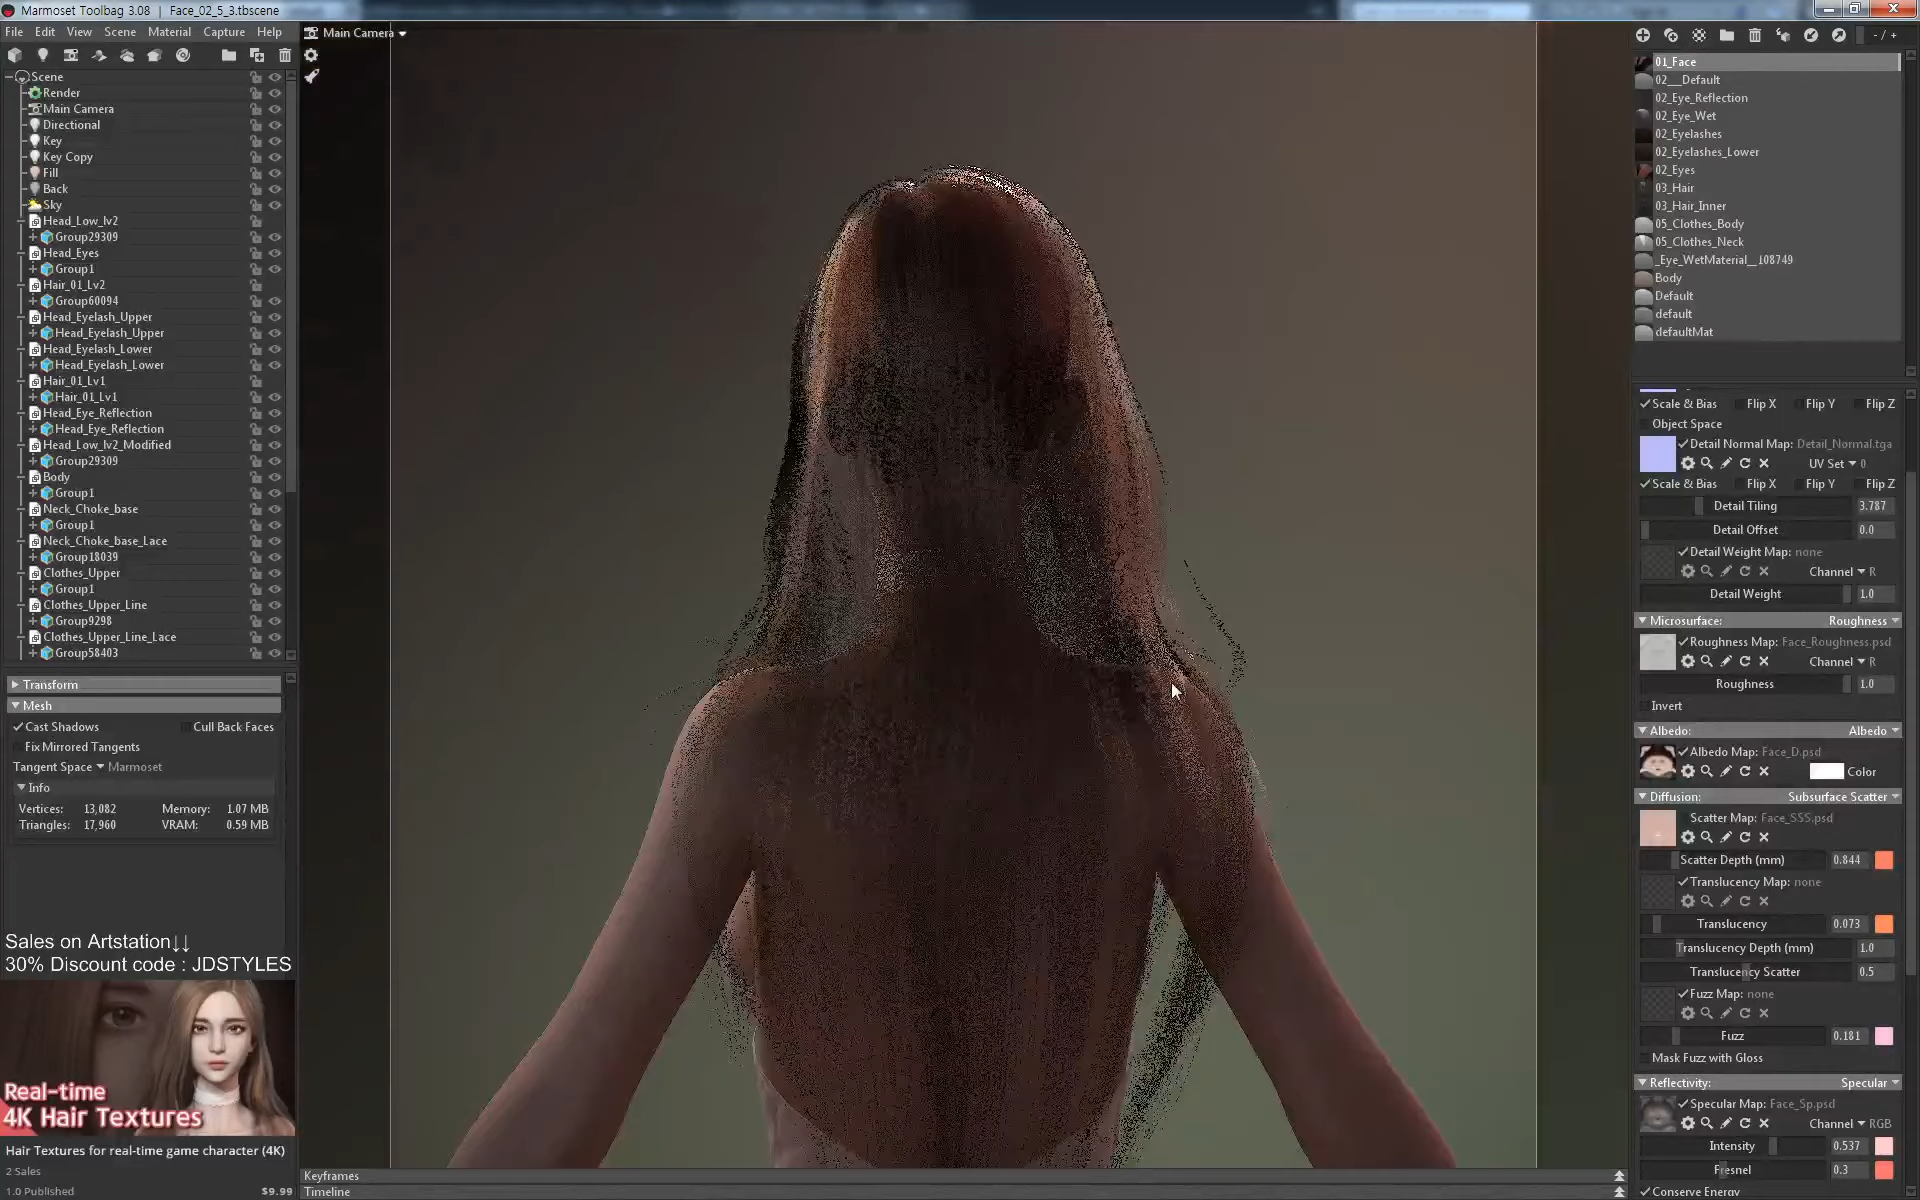 Marmoset Toolbag 3.08 | Face_02_5_3.tbscene
File Edit View Scene Material Capture Help
Main Camera
- / +
Scene
Render
Main Camera
Directional
Key
Key Copy
Fill
Back
Sky
Head_Low_lv2
Group29309
Head_Eyes
Group1
Hair_01_Lv2
Group60094
Head_Eyelash_Upper
Head_Eyelash_Upper
Head_Eyelash_Lower
Head_Eyelash_Lower
Hair_01_Lv1
Hair_01_Lv1
Head_Eye_Reflection
Head_Eye_Reflection
Head_Low_lv2_Modified
Group29309
Body
Group1
Neck_Choke_base
Group1
Neck_Choke_base_Lace
Group18039
Clothes_Upper
Group1
Clothes_Upper_Line
Group9298
Clothes_Upper_Line_Lace
Group58403
Transform
Mesh
Cast Shadows Cull Back Faces
Fix Mirrored Tangents
Tangent Space Marmoset
Info
Vertices: 13,082 Memory: 1.07 MB
Triangles: 17,960 VRAM: 0.59 MB
Sales on Artstation↓↓
30% Discount code : JDSTYLES
Real-time
4K Hair Textures
Hair Textures for real-time game character (4K)
2 Sales
1.0 Published $9.99
Keyframes
Timeline
01_Face
02__Default
02_Eye_Reflection
02_Eye_Wet
02_Eyelashes
02_Eyelashes_Lower
02_Eyes
03_Hair
03_Hair_Inner
05_Clothes_Body
05_Clothes_Neck
_Eye_WetMaterial__108749
Body
Default
default
defaultMat
Scale & Bias Flip X Flip Y Flip Z
Object Space
Detail Normal Map: Detail_Normal.tga
UV Set 0
Scale & Bias Flip X Flip Y Flip Z
Detail Tiling 3.787
Detail Offset 0.0
Detail Weight Map: none
Channel R
Detail Weight 1.0
Microsurface: Roughness
Roughness Map: Face_Roughness.psd
Channel R
Roughness 1.0
Invert
Albedo: Albedo
Albedo Map: Face_D.psd
Color
Diffusion: Subsurface Scatter
Scatter Map: Face_SSS.psd
Scatter Depth (mm) 0.844
Translucency Map: none
Translucency 0.073
Translucency Depth (mm) 1.0
Translucency Scatter 0.5
Fuzz Map: none
Fuzz 0.181
Mask Fuzz with Gloss
Reflectivity: Specular
Specular Map: Face_Sp.psd
Channel RGB
Intensity 0.537
Fresnel 0.3
Conserve Energy